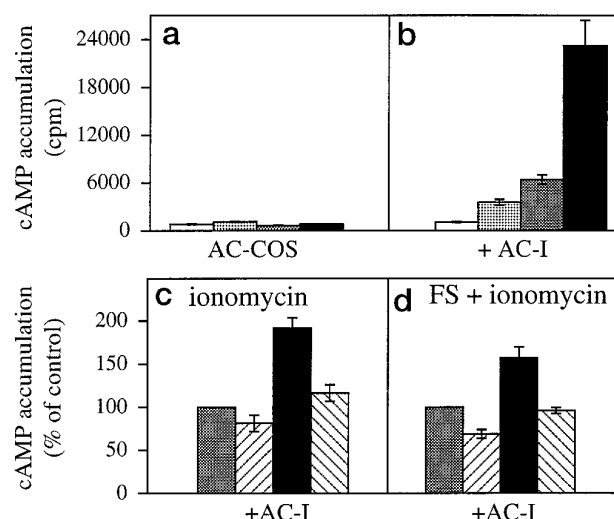 a
b
24000
18000
12000
6000
0
cAMP accumulation
(cpm)
AC-COS
+ AC-I
c ionomycin
d FS + ionomycin
200
150
100
50
0
cAMP accumulation
(% of control)
+AC-I
+AC-I